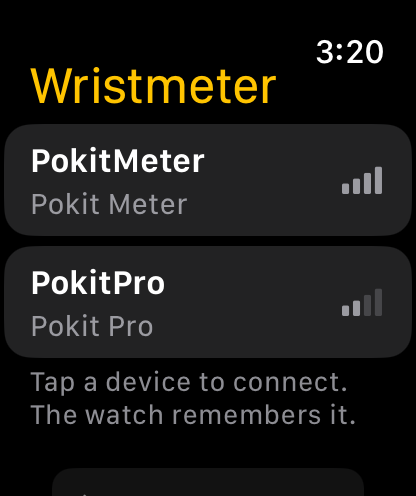 3:20
Wristmeter
PokitMeter
Pokit Meter
PokitPro
Pokit Pro
Tap a device to connect.
The watch remembers it.